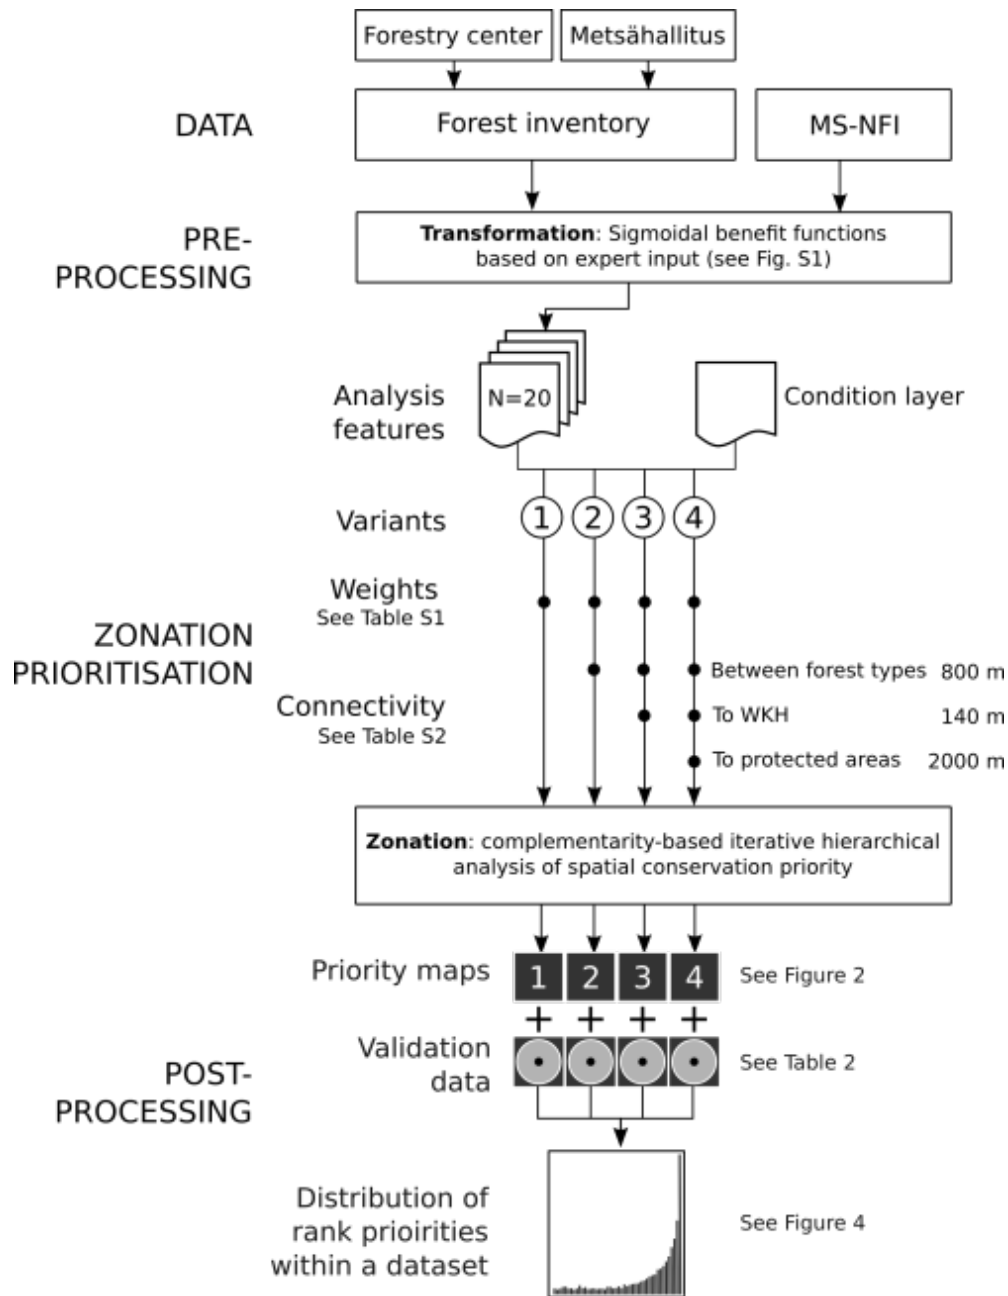 Forestry center
Metsähallitus
DATA
Forest inventory
MS-NFI
PRE-
PROCESSING
Transformation: Sigmoidal benefit functions
based on expert input (see Fig. S1)
Analysis
features
N=20
Condition layer
Variants
1 2 3 4
Weights
See Table S1
ZONATION
PRIORITISATION
Connectivity
See Table S2
Between forest types 800 m
To WKH 140 m
To protected areas 2000 m
Zonation: complementarity-based iterative hierarchical
analysis of spatial conservation priority
Priority maps
1 2 3 4
See Figure 2
+ + + +
Validation
data
See Table 2
POST-
PROCESSING
Distribution of
rank prioirities
within a dataset
See Figure 4